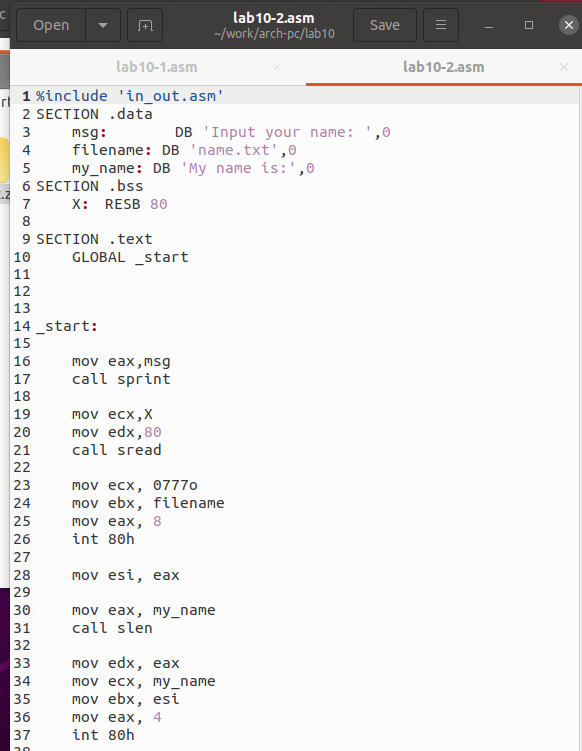 Open
lab10-2.asm
~/work/arch-pc/lab10
Save
lab10-1.asm
lab10-2.asm
1 %include 'in_out.asm'
2 SECTION .data
3     msg:        DB 'Input your name: ',0
4     filename: DB 'name.txt',0
5     my_name: DB 'My name is:',0
6 SECTION .bss
7     X:  RESB 80
8
9 SECTION .text
10     GLOBAL _start
11
12
13
14 _start:
15
16     mov eax,msg
17     call sprint
18
19     mov ecx,X
20     mov edx,80
21     call sread
22
23     mov ecx, 0777o
24     mov ebx, filename
25     mov eax, 8
26     int 80h
27
28     mov esi, eax
29
30     mov eax, my_name
31     call slen
32
33     mov edx, eax
34     mov ecx, my_name
35     mov ebx, esi
36     mov eax, 4
37     int 80h